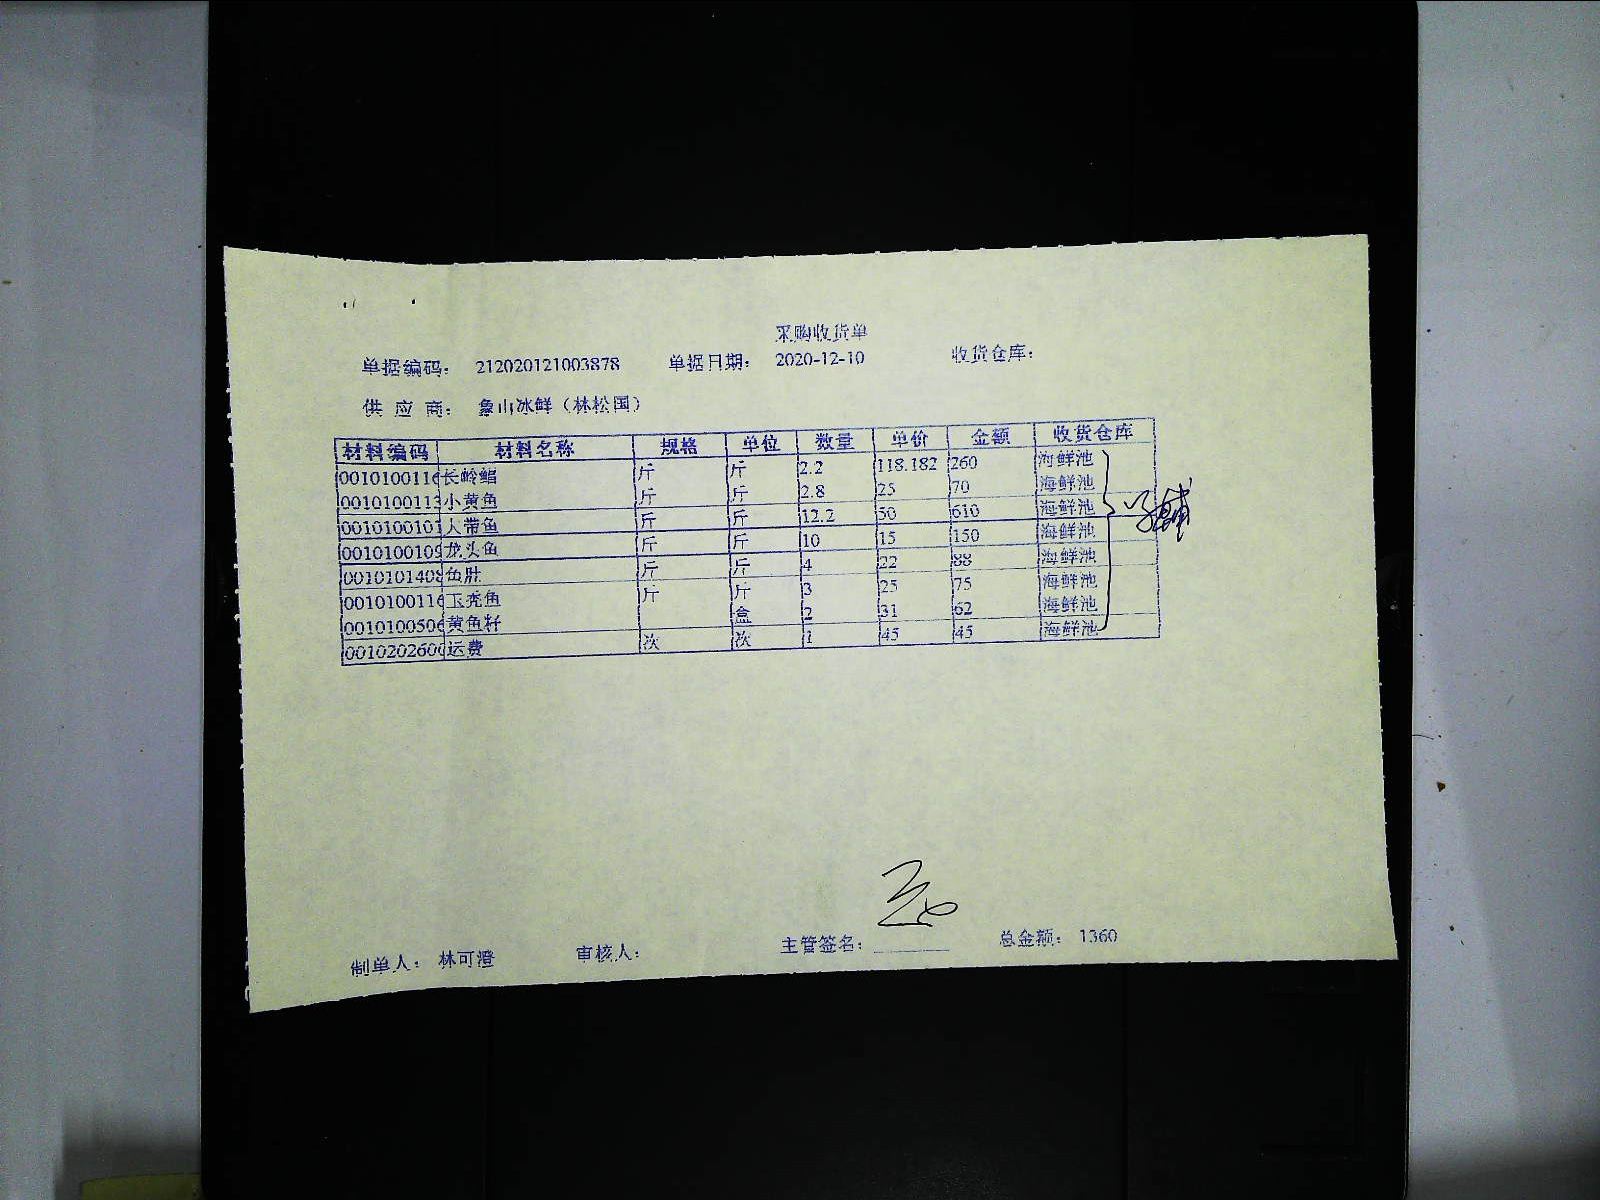 采购收货单
单据编码： 212020121003878 单据日期： 2020-12-10 收货仓库：
供 应 商： 象山冰鲜（林松国）
材料编码 材料名称 规格 单位 数量 单价 金额 收货仓库
001010011 长岭鲳 斤 斤 2.2 118.182 260 海鲜池
0010100113 小黄鱼 斤 斤 2.8 25 70 海鲜池
0010100101 大带鱼 斤 斤 12.2 50 610 海鲜池
001010010 龙头鱼 斤 斤 10 15 150 海鲜池
001010140 鱼肚 斤 斤 4 22 88 海鲜池
001010011 玉秃鱼 斤 斤 3 25 75 海鲜池
001010050 黄鱼籽 盒 2 31 62 海鲜池
001020260 运费 次 次 1 45 45 海鲜池
制单人： 林可澄 审核人： 主管签名： 总金额： 1360